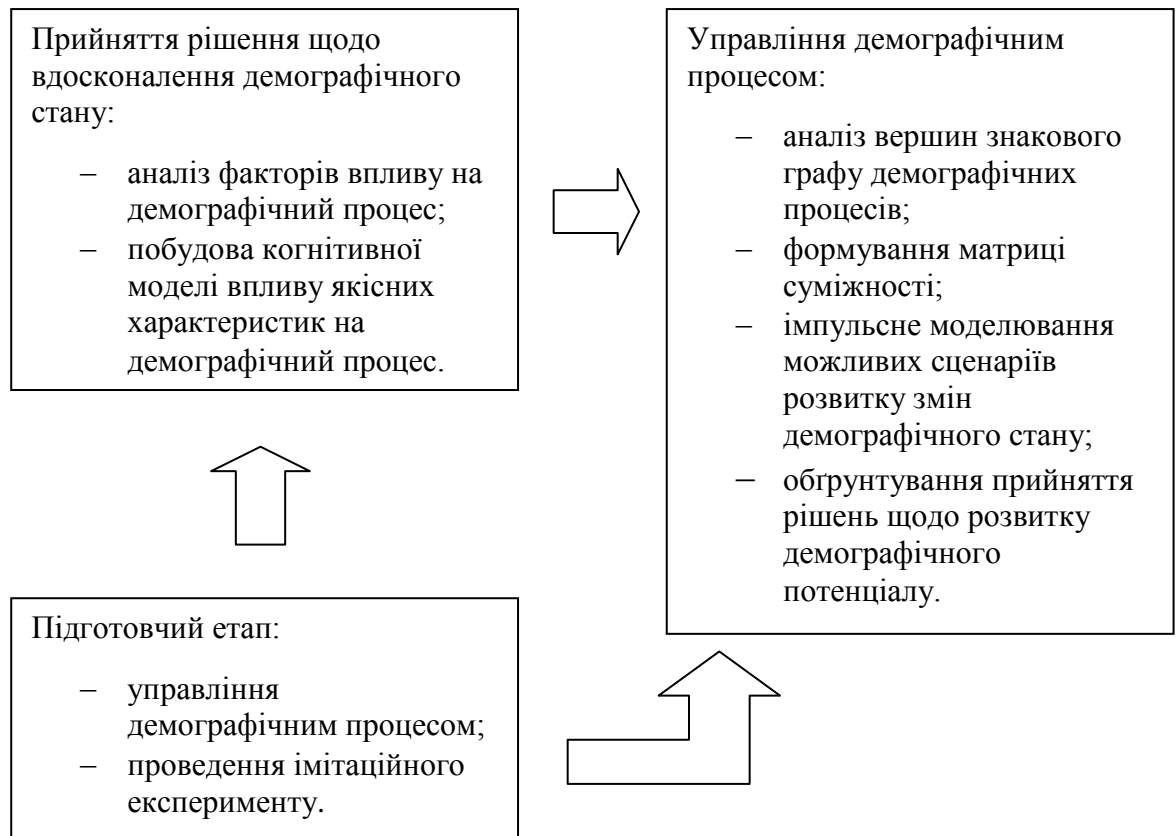 Прийняття рішення щодо
вдосконалення демографічного
стану:
– аналіз факторів впливу на
демографічний процес;
– побудова когнітивної
моделі впливу якісних
характеристик на
демографічний процес.
Управління демографічним
процесом:
– аналіз вершин знакового
графу демографічних
процесів;
– формування матриці
суміжності;
– імпульсне моделювання
можливих сценаріїв
розвитку змін
демографічного стану;
– обґрунтування прийняття
рішень щодо розвитку
демографічного
потенціалу.
Підготовчий етап:
– управління
демографічним процесом;
– проведення імітаційного
експерименту.